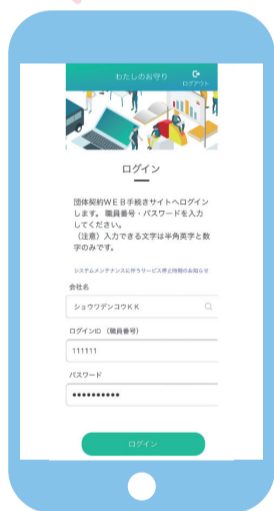 わたしのお守り
ログアウト
ログイン
団体契約WEB手続きサイトへログイン
します。職員番号・パスワードを入力
してください。
（注意）入力できる文字は半角英字と数
字のみです。
システムメンテナンスに伴うサービス停止時間のお知らせ
会社名
ショウワデンコウKK
ログインID （職員番号）
111111
パスワード
••••••••••
ログイン